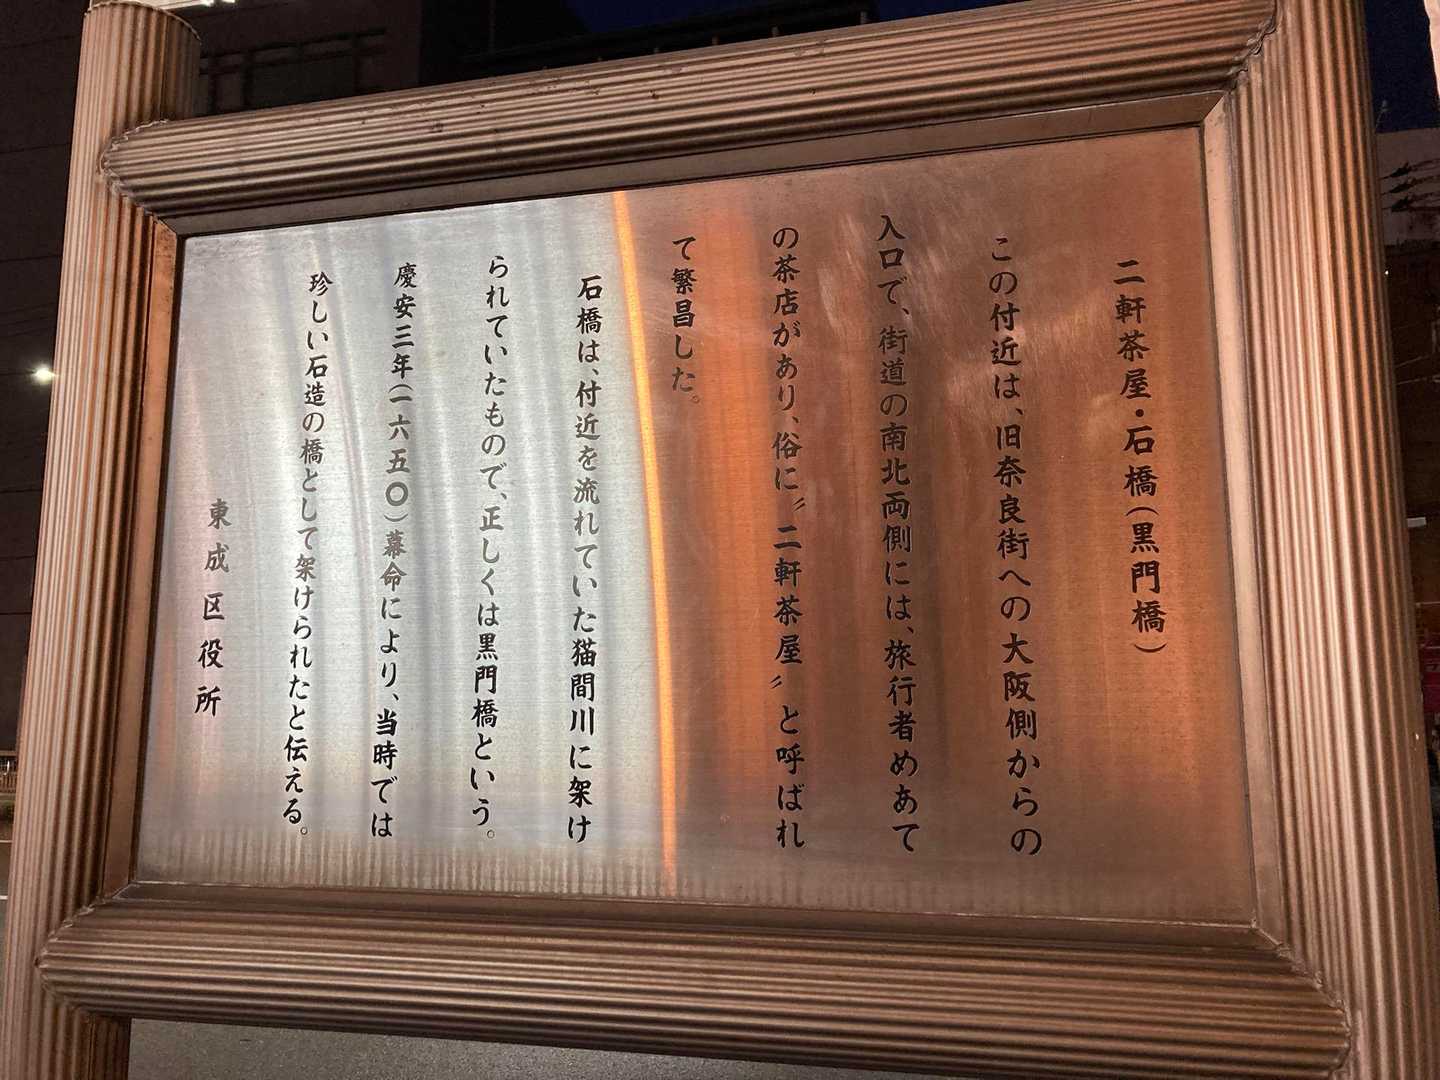 二軒茶屋・石橋(黒門橋)
この付近は、旧奈良街への大阪側からの
入口で、街道の南北両側には、旅行者めあて
の茶店があり、俗に〝二軒茶屋〟と呼ばれ
て繁昌した。
石橋は、付近を流れていた猫間川に架け
られていたもので、正しくは黒門橋という。
慶安三年(一六五〇)幕命により、当時では
珍しい石造の橋として架けられたと伝える。
東成区役所